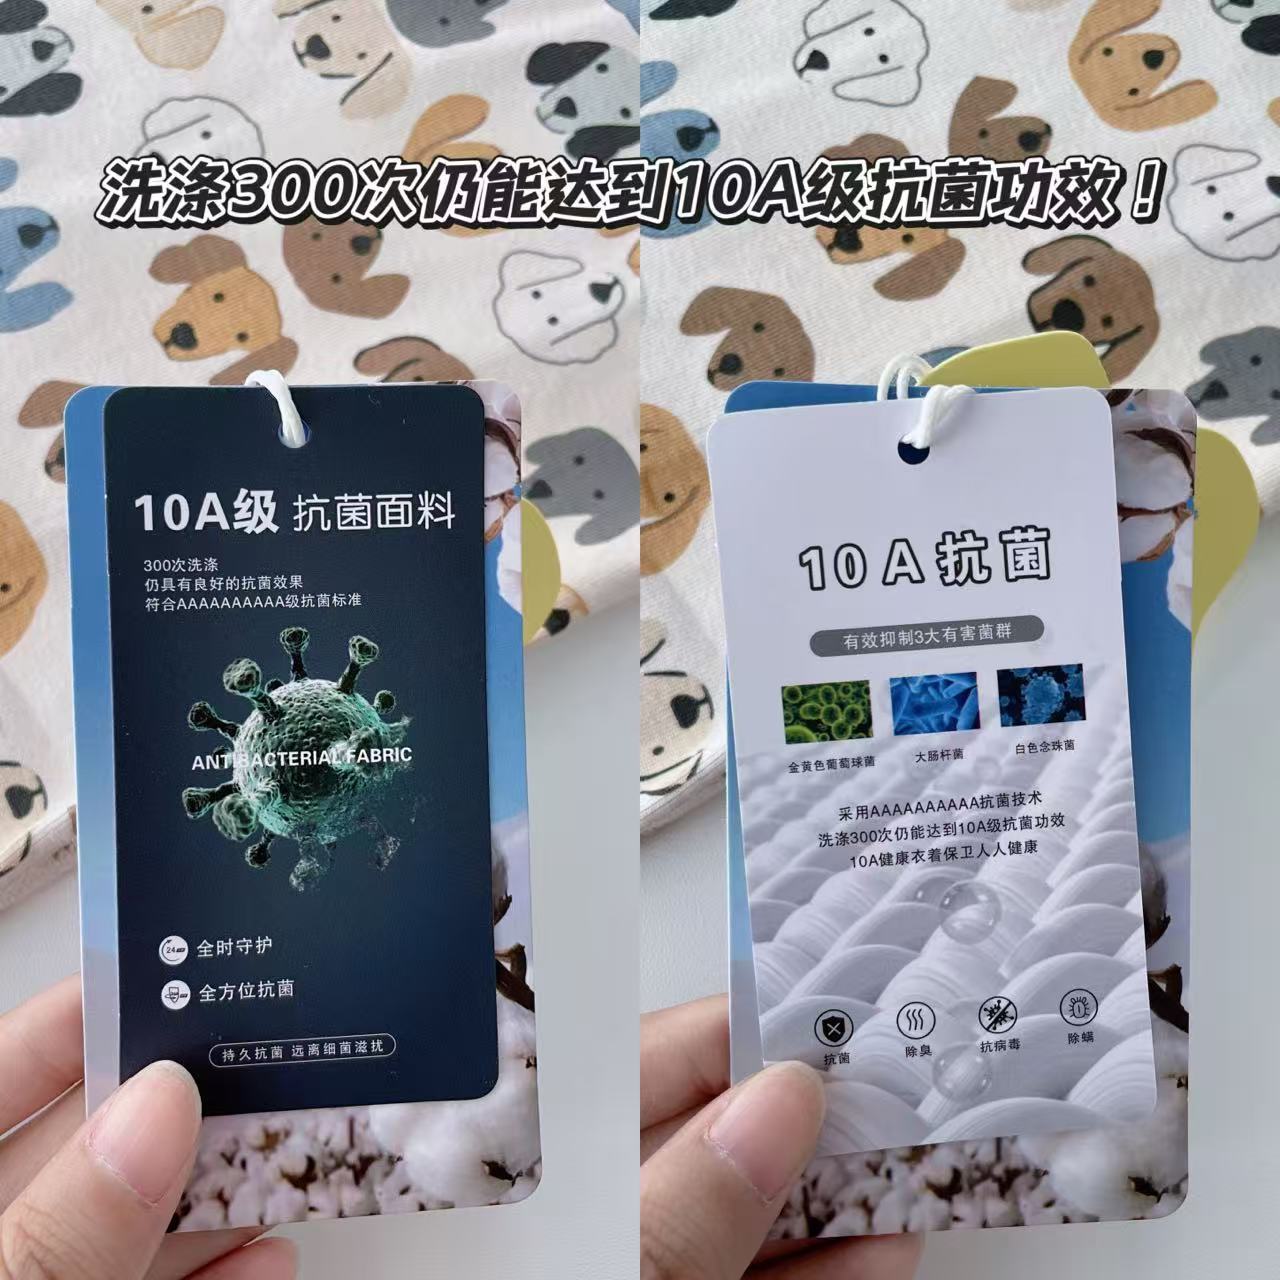 洗涤300次仍能达到10A级抗菌功效！
10A级 抗菌面料
300次洗涤
仍具有良好的抗菌效果
符合AAAAAAAAAA级抗菌标准
ANTIBACTERIAL FABRIC
24
全时守护
全方位抗菌
持久抗菌 远离细菌滋扰
10A抗菌
有效抑制3大有害菌群
金黄色葡萄球菌
大肠杆菌
白色念珠菌
采用AAAAAAAAAA抗菌技术
洗涤300次仍能达到10A级抗菌功效
10A健康衣着保卫人人健康
抗菌
除臭
抗病毒
除螨